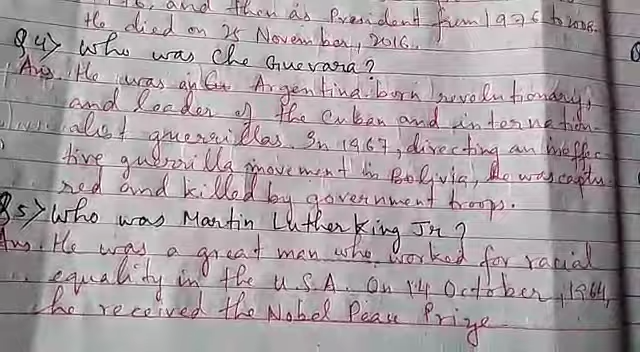 and then as President from 1976 to 2008.
He died on 25 November, 2016.
Q4> Who was Che Guevara?
Ans. He was an Argentina born revolutionary,
and leader of the Cuban and internation-
alist guerrillas. In 1967, directing an ineffec
tive guerrilla movement in Bolivia, he was captu
red and killed by government troops.
Q5> Who was Martin Luther King Jr?
Ans. He was a great man who worked for racial
equality in the U.S.A. On 14 October, 1964,
he received the Nobel Peace Prize